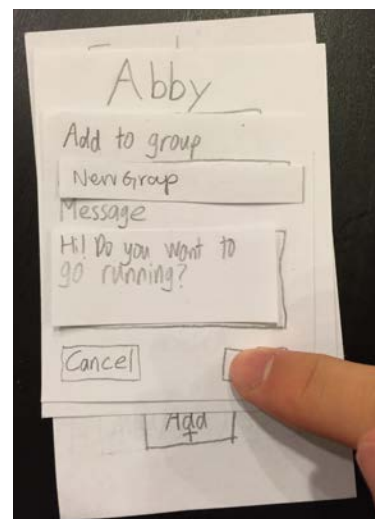 Abby
Add to group
New Group
Message
Hi! Do you want to
go running?
Cancel
Add
+